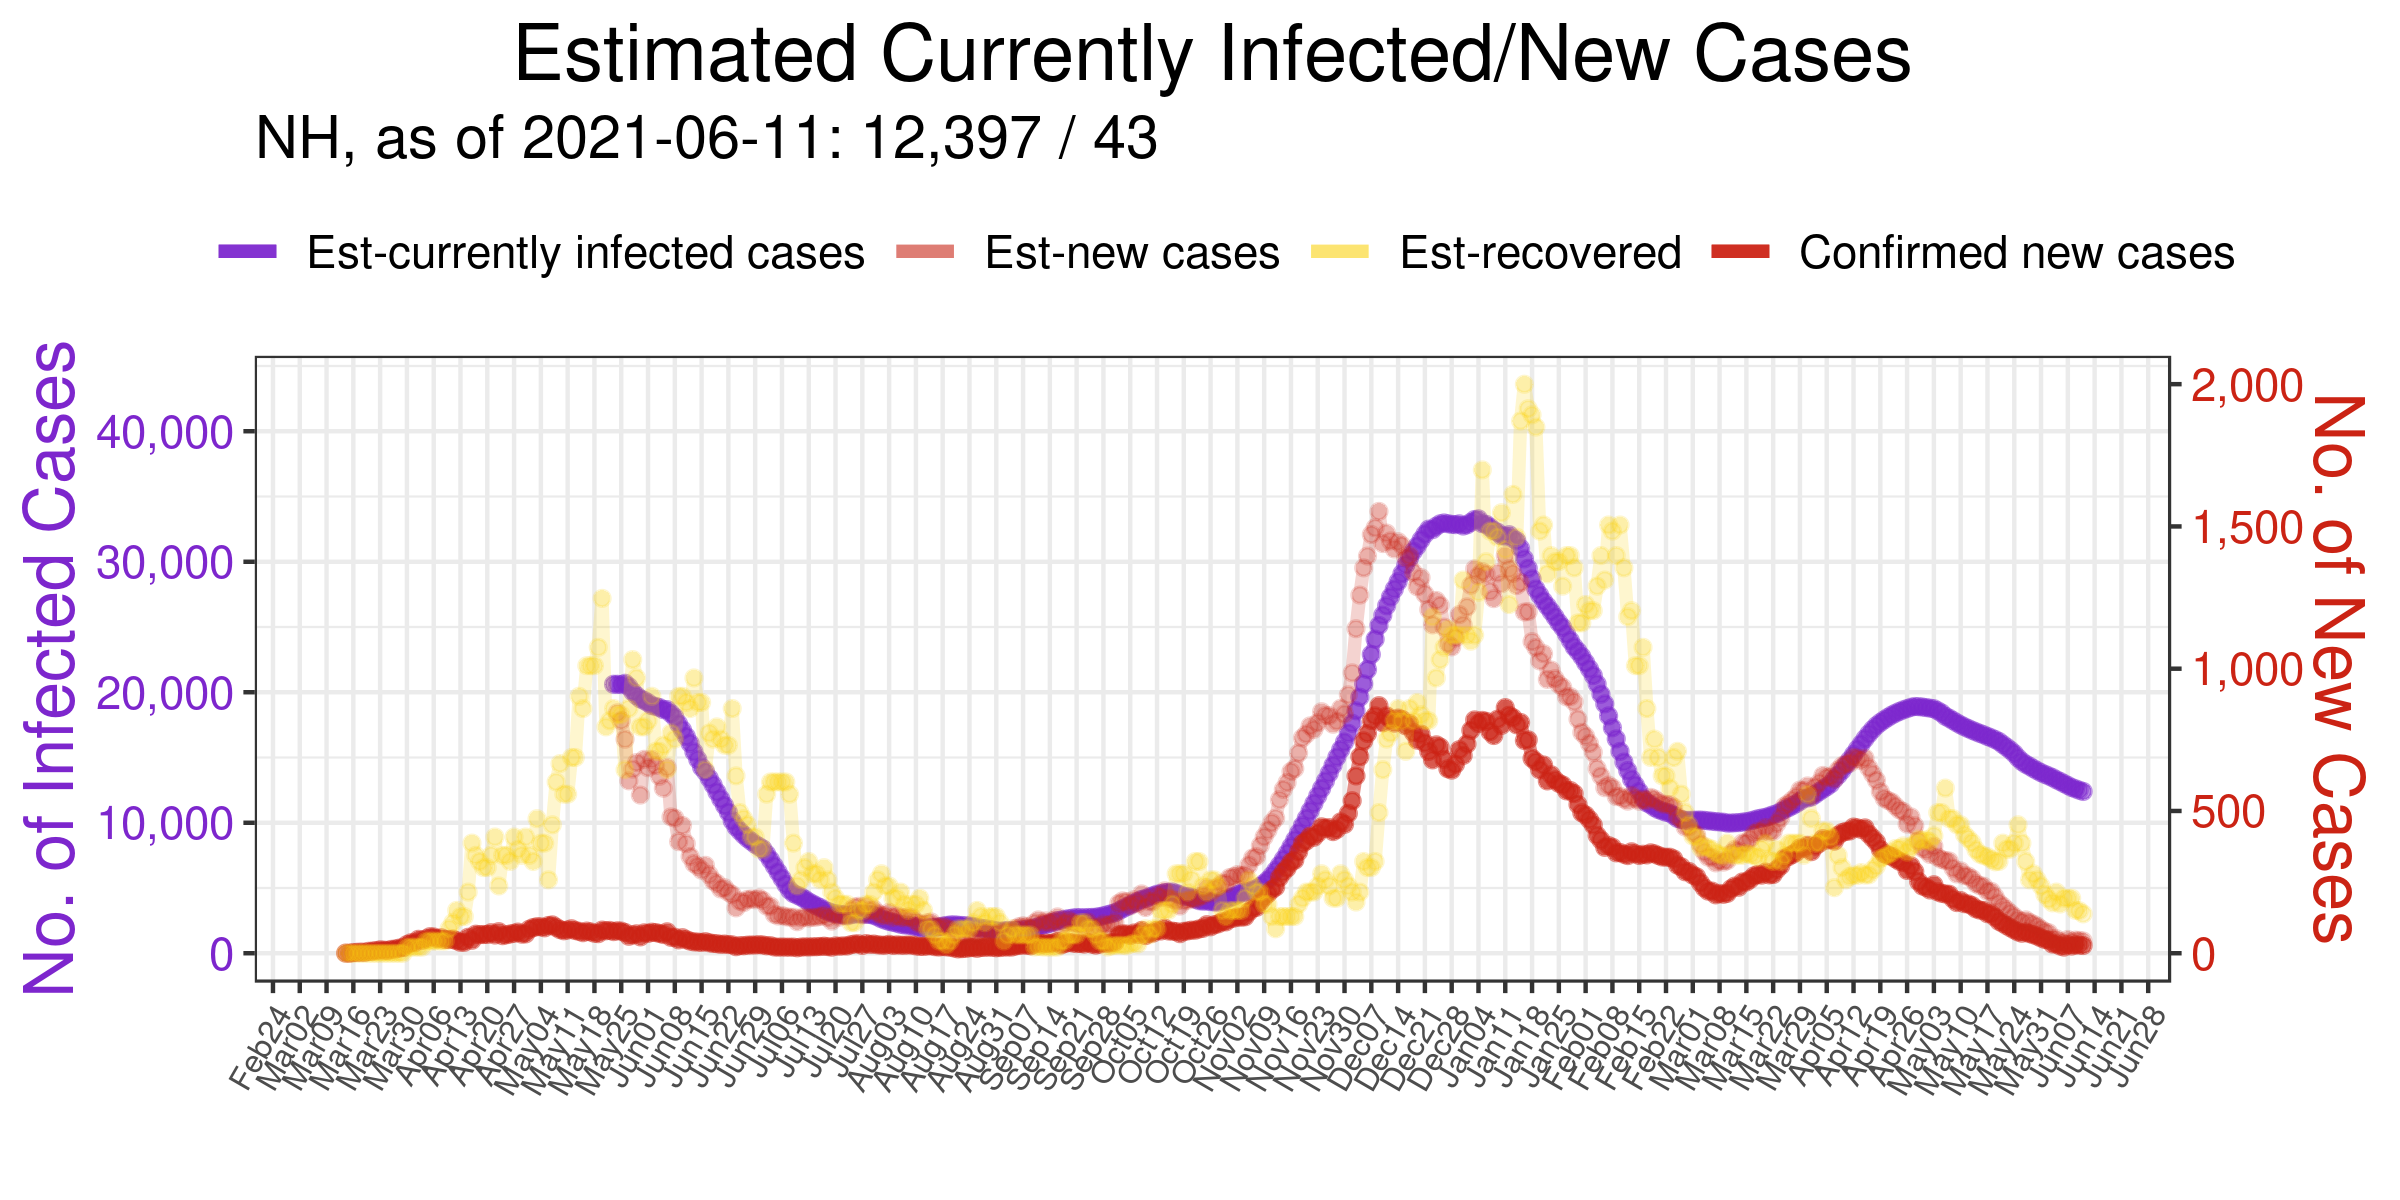 Estimated Currently Infected/New Cases
NH, as of 2021-06-11: 12,397 / 43
Est-currently infected cases
Est-new cases
Est-recovered
Confirmed new cases
No. of Infected Cases
40,000
30,000
20,000
10,000
0
2,000
1,500
1,000
500
0
No. of New Cases
Feb24
Mar02
Mar09
Mar16
Mar23
Mar30
Apr06
Apr13
Apr20
Apr27
May04
May11
May18
May25
Jun01
Jun08
Jun15
Jun22
Jun29
Jul06
Jul13
Jul20
Jul27
Aug03
Aug10
Aug17
Aug24
Aug31
Sep07
Sep14
Sep21
Sep28
Oct05
Oct12
Oct19
Oct26
Nov02
Nov09
Nov16
Nov23
Nov30
Dec07
Dec14
Dec21
Dec28
Jan04
Jan11
Jan18
Jan25
Feb01
Feb08
Feb15
Feb22
Mar01
Mar08
Mar15
Mar22
Mar29
Apr05
Apr12
Apr19
Apr26
May03
May10
May17
May24
May31
Jun07
Jun14
Jun21
Jun28